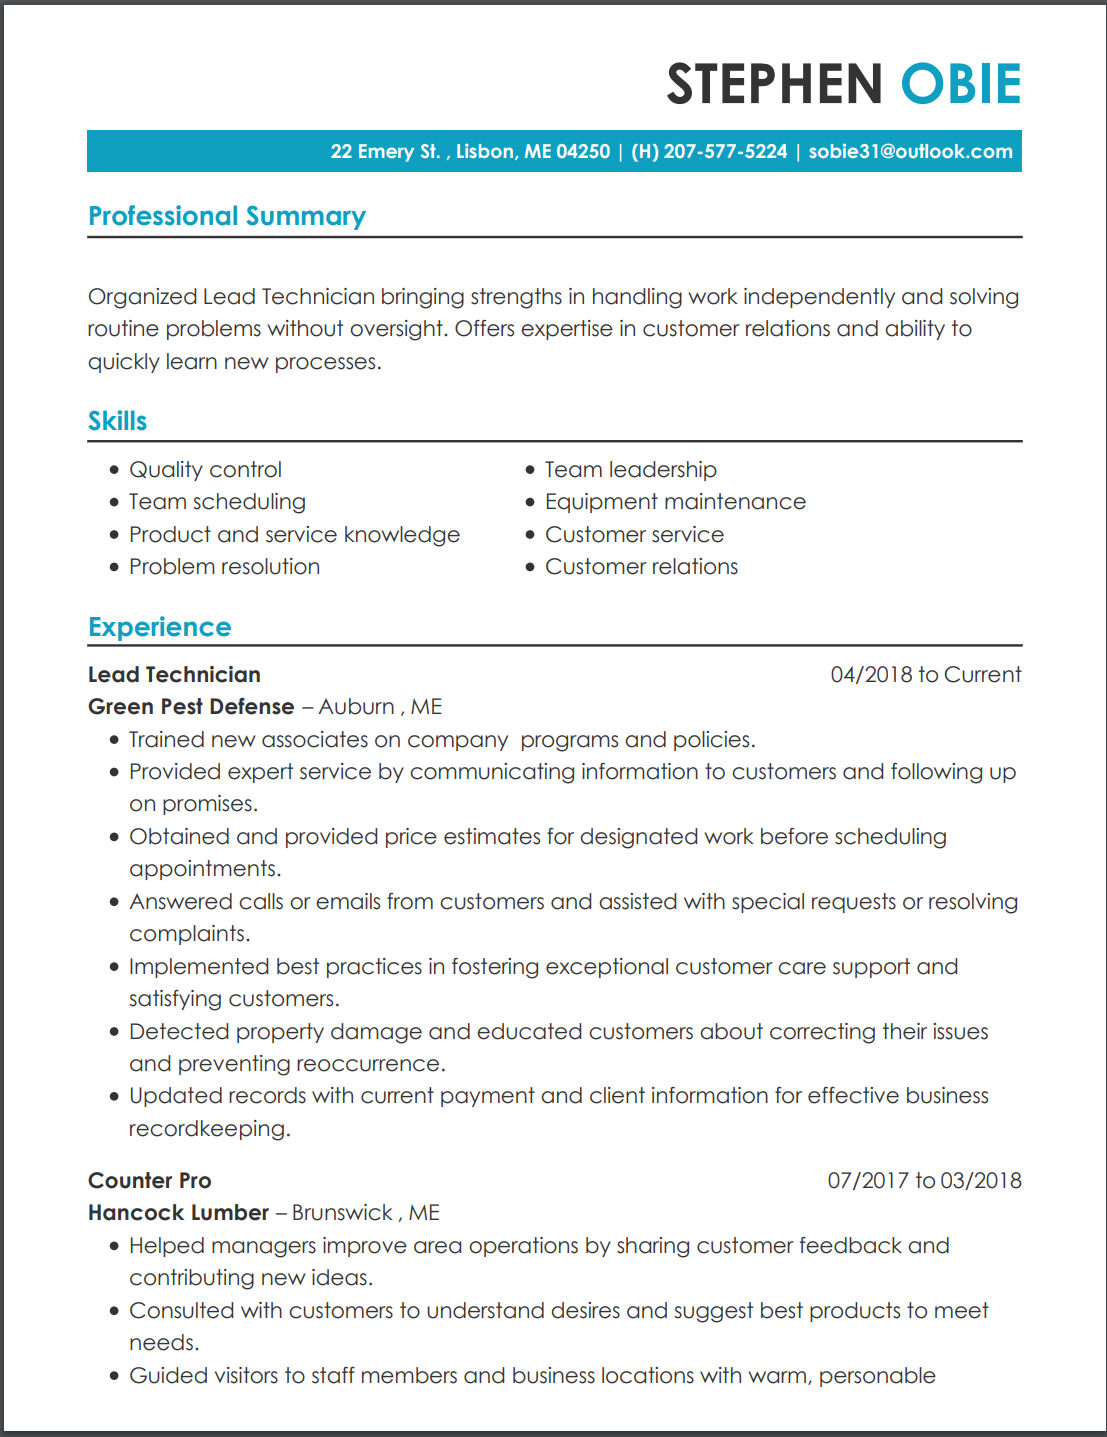 STEPHEN OBIE
22 Emery St. , Lisbon, ME 04250 | (H) 207-577-5224 | sobie31@outlook.com
Professional Summary
Organized Lead Technician bringing strengths in handling work independently and solving
routine problems without oversight. Offers expertise in customer relations and ability to
quickly learn new processes.
Skills
• Quality control
• Team scheduling
• Product and service knowledge
• Problem resolution
• Team leadership
• Equipment maintenance
• Customer service
• Customer relations
Experience
Lead Technician 04/2018 to Current
Green Pest Defense – Auburn , ME
• Trained new associates on company  programs and policies.
• Provided expert service by communicating information to customers and following up
on promises.
• Obtained and provided price estimates for designated work before scheduling
appointments.
• Answered calls or emails from customers and assisted with special requests or resolving
complaints.
• Implemented best practices in fostering exceptional customer care support and
satisfying customers.
• Detected property damage and educated customers about correcting their issues
and preventing reoccurrence.
• Updated records with current payment and client information for effective business
recordkeeping.
Counter Pro 07/2017 to 03/2018
Hancock Lumber – Brunswick , ME
• Helped managers improve area operations by sharing customer feedback and
contributing new ideas.
• Consulted with customers to understand desires and suggest best products to meet
needs.
• Guided visitors to staff members and business locations with warm, personable